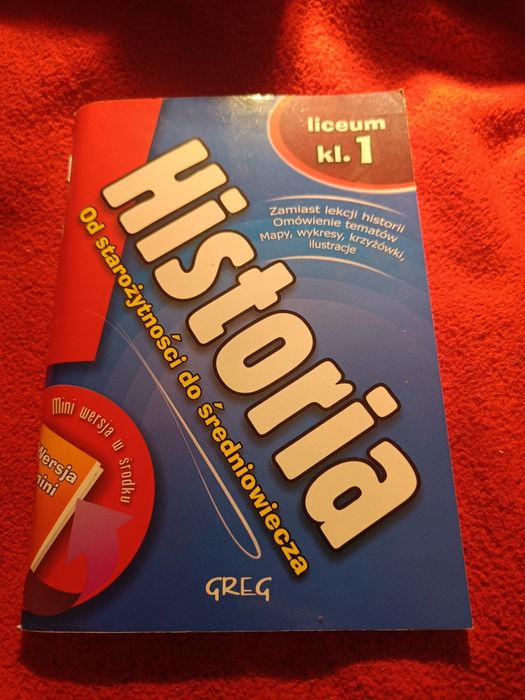 liceum
kl. 1
Zamiast lekcji historii
Omówienie tematów
Mapy, wykresy, krzyżówki,
ilustracje
Historia
Od starożytności do średniowiecza
Mini wersja w środku
Wersja
mini
GREG